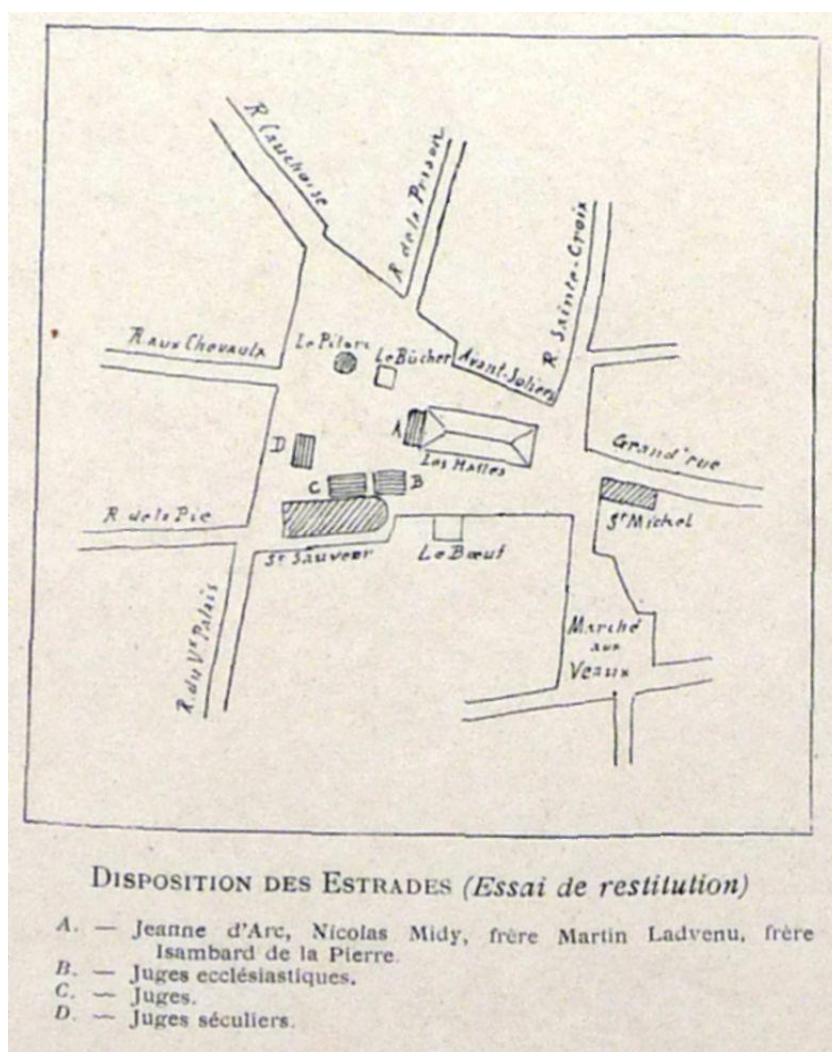 R. Cauchoise
R. de la Prison
R. Sainte-Croix
R. aux Chevaulx
Le Pilori
Le Bûcher
Avant-Soliers
A
Grand'rue
D
Les Halles
C
B
R. de la Pie
St Michel
St Sauveur
Le Bœuf
R. du Vx Palais
Marché
aux
Veaux
DISPOSITION DES ESTRADES (Essai de restitution)
A. — Jeanne d'Arc, Nicolas Midy, frère Martin Ladvenu, frère
Isambard de la Pierre.
B. — Juges ecclésiastiques.
C. — Juges.
D. — Juges séculiers.